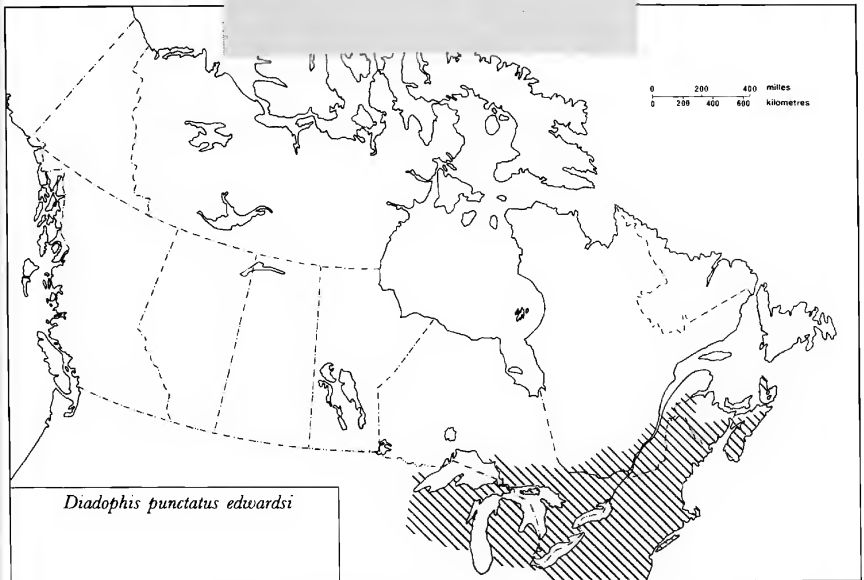 0 200 400 milles
0 200 400 600 kilometres
Diadophis punctatus edwardsi